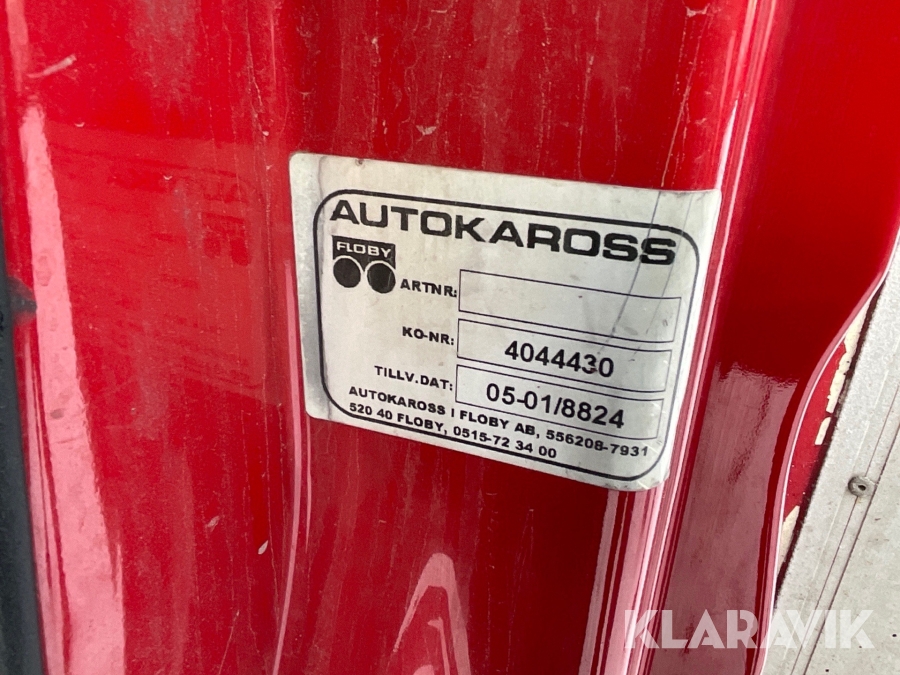 AUTOKAROSS
FLOBY
ARTNR:
KO-NR: 4044430
TILLV.DAT: 05-01/8824
AUTOKAROSS I FLOBY AB, 556208-7931
520 40 FLOBY, 0515-72 34 00
KLARAVIK